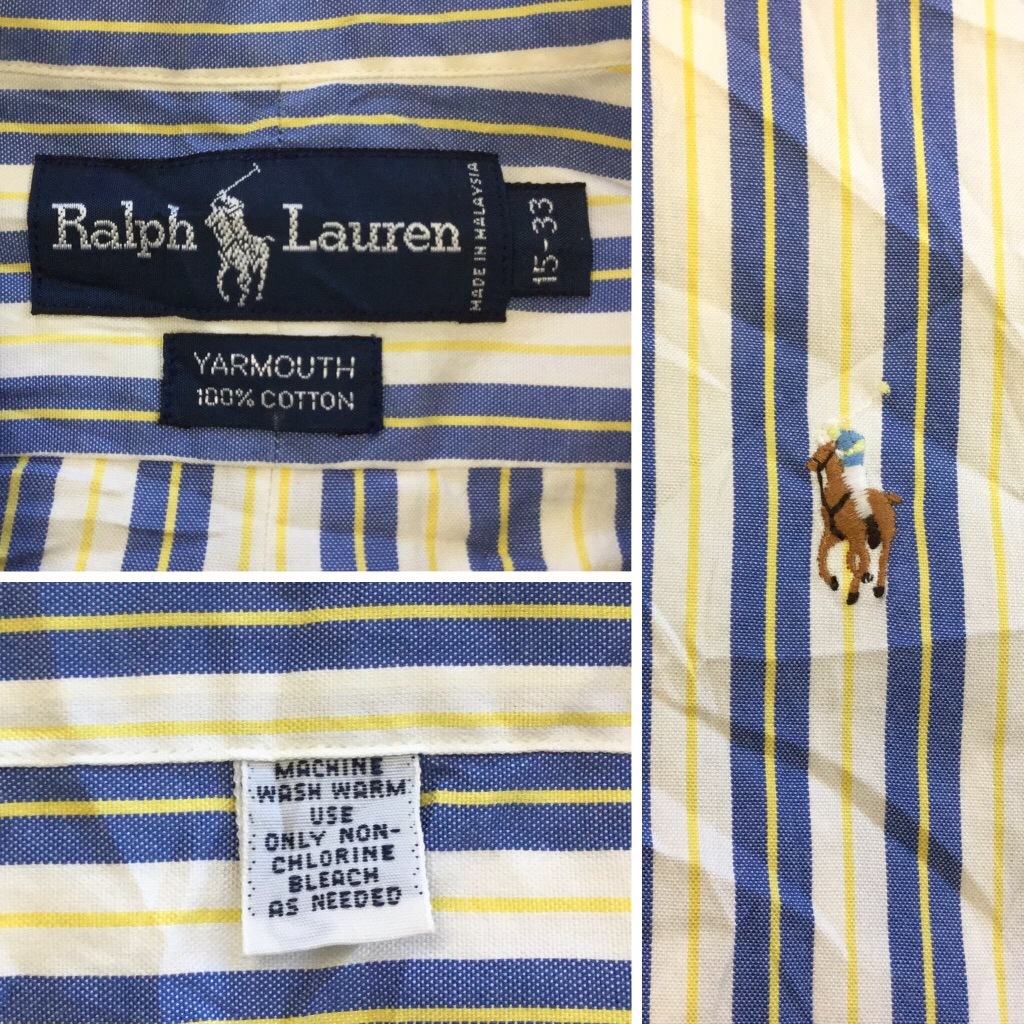 Ralph Lauren
MADE IN MALAYSIA
15-33
YARMOUTH
100% COTTON
MACHINE
WASH WARM
USE
ONLY NON-
CHLORINE
BLEACH
AS NEEDED